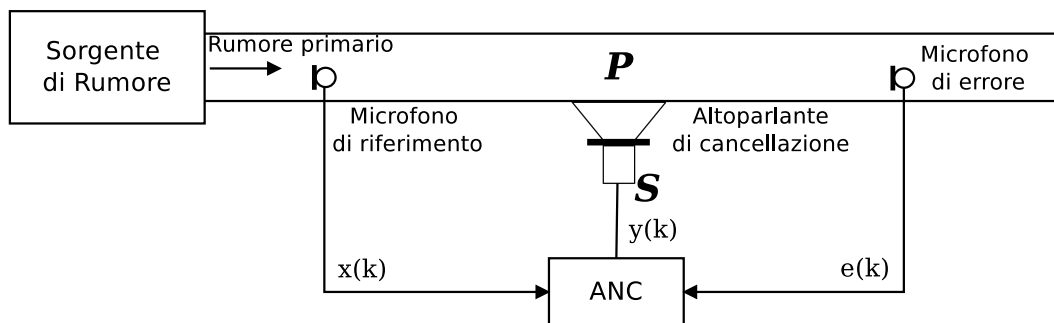 Sorgente
di Rumore
Rumore primario
P
Microfono
di errore
Microfono
di riferimento
Altoparlante
di cancellazione
S
y(k)
x(k)
e(k)
ANC